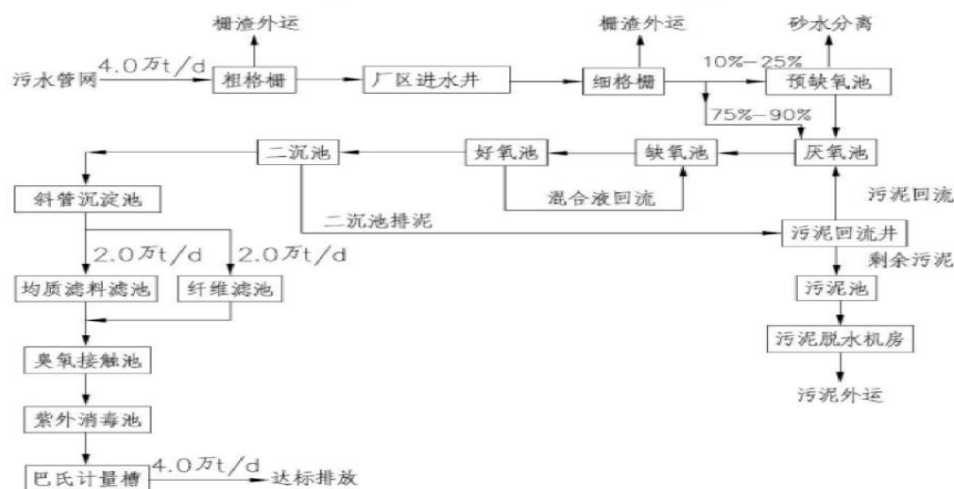 栅渣外运
栅渣外运
砂水分离
污水管网
4.0万t/d
粗格栅
厂区进水井
细格栅
10%-25%
预缺氧池
75%-90%
二沉池
好氧池
缺氧池
厌氧池
斜管沉淀池
混合液回流
污泥回流
二沉池排泥
污泥回流井
2.0万t/d
2.0万t/d
剩余污泥
均质滤料滤池
纤维滤池
污泥池
臭氧接触池
污泥脱水机房
紫外消毒池
污泥外运
巴氏计量槽
4.0万t/d
达标排放